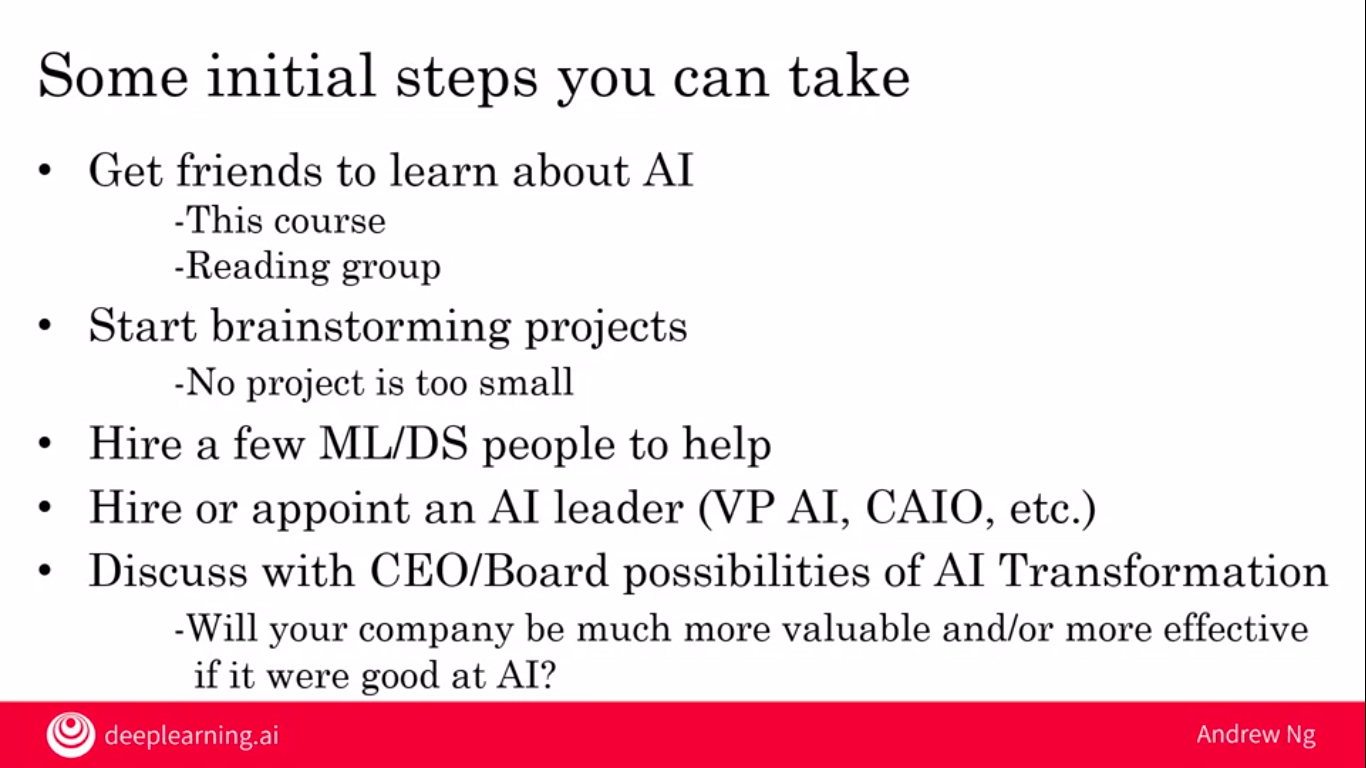 Some initial steps you can take
• Get friends to learn about AI
-This course
-Reading group
• Start brainstorming projects
-No project is too small
• Hire a few ML/DS people to help
• Hire or appoint an AI leader (VP AI, CAIO, etc.)
• Discuss with CEO/Board possibilities of AI Transformation
-Will your company be much more valuable and/or more effective
if it were good at AI?
deeplearning.ai
Andrew Ng